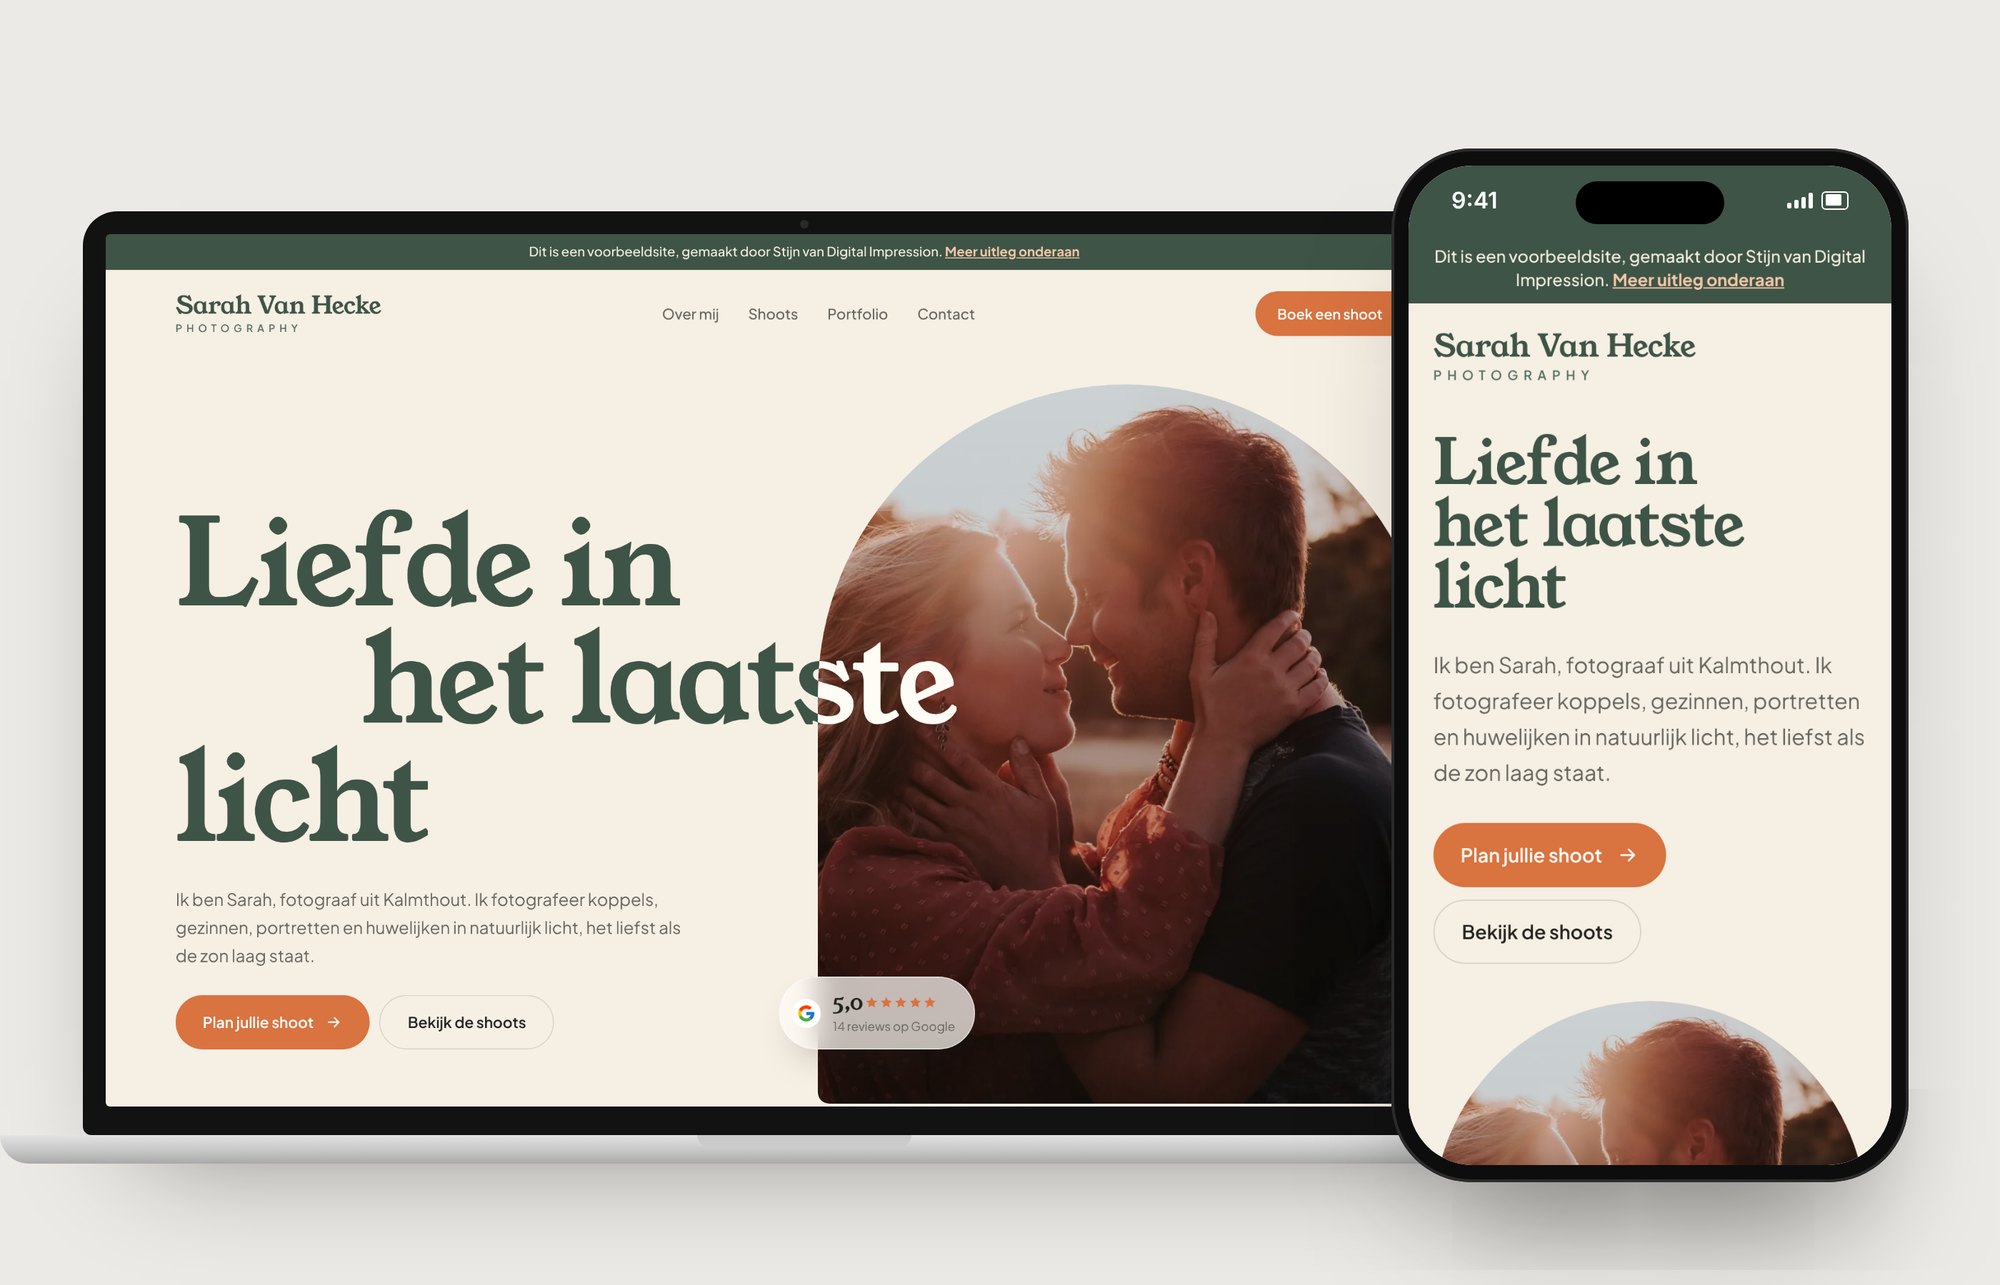 Dit is een voorbeeldsite, gemaakt door Stijn van Digital Impression. Meer uitleg onderaan
Sarah Van Hecke
PHOTOGRAPHY
Over mij
Shoots
Portfolio
Contact
Boek een shoot
Liefde in
het laatste
licht
Ik ben Sarah, fotograaf uit Kalmthout. Ik fotografeer koppels,
gezinnen, portretten en huwelijken in natuurlijk licht, het liefst als
de zon laag staat.
Plan jullie shoot →
Bekijk de shoots
G
5,0 ★★★★★
14 reviews op Google
9:41
Dit is een voorbeeldsite, gemaakt door Stijn van Digital
Impression. Meer uitleg onderaan
Sarah Van Hecke
PHOTOGRAPHY
Liefde in
het laatste
licht
Ik ben Sarah, fotograaf uit Kalmthout. Ik
fotografeer koppels, gezinnen, portretten
en huwelijken in natuurlijk licht, het liefst als
de zon laag staat.
Plan jullie shoot →
Bekijk de shoots